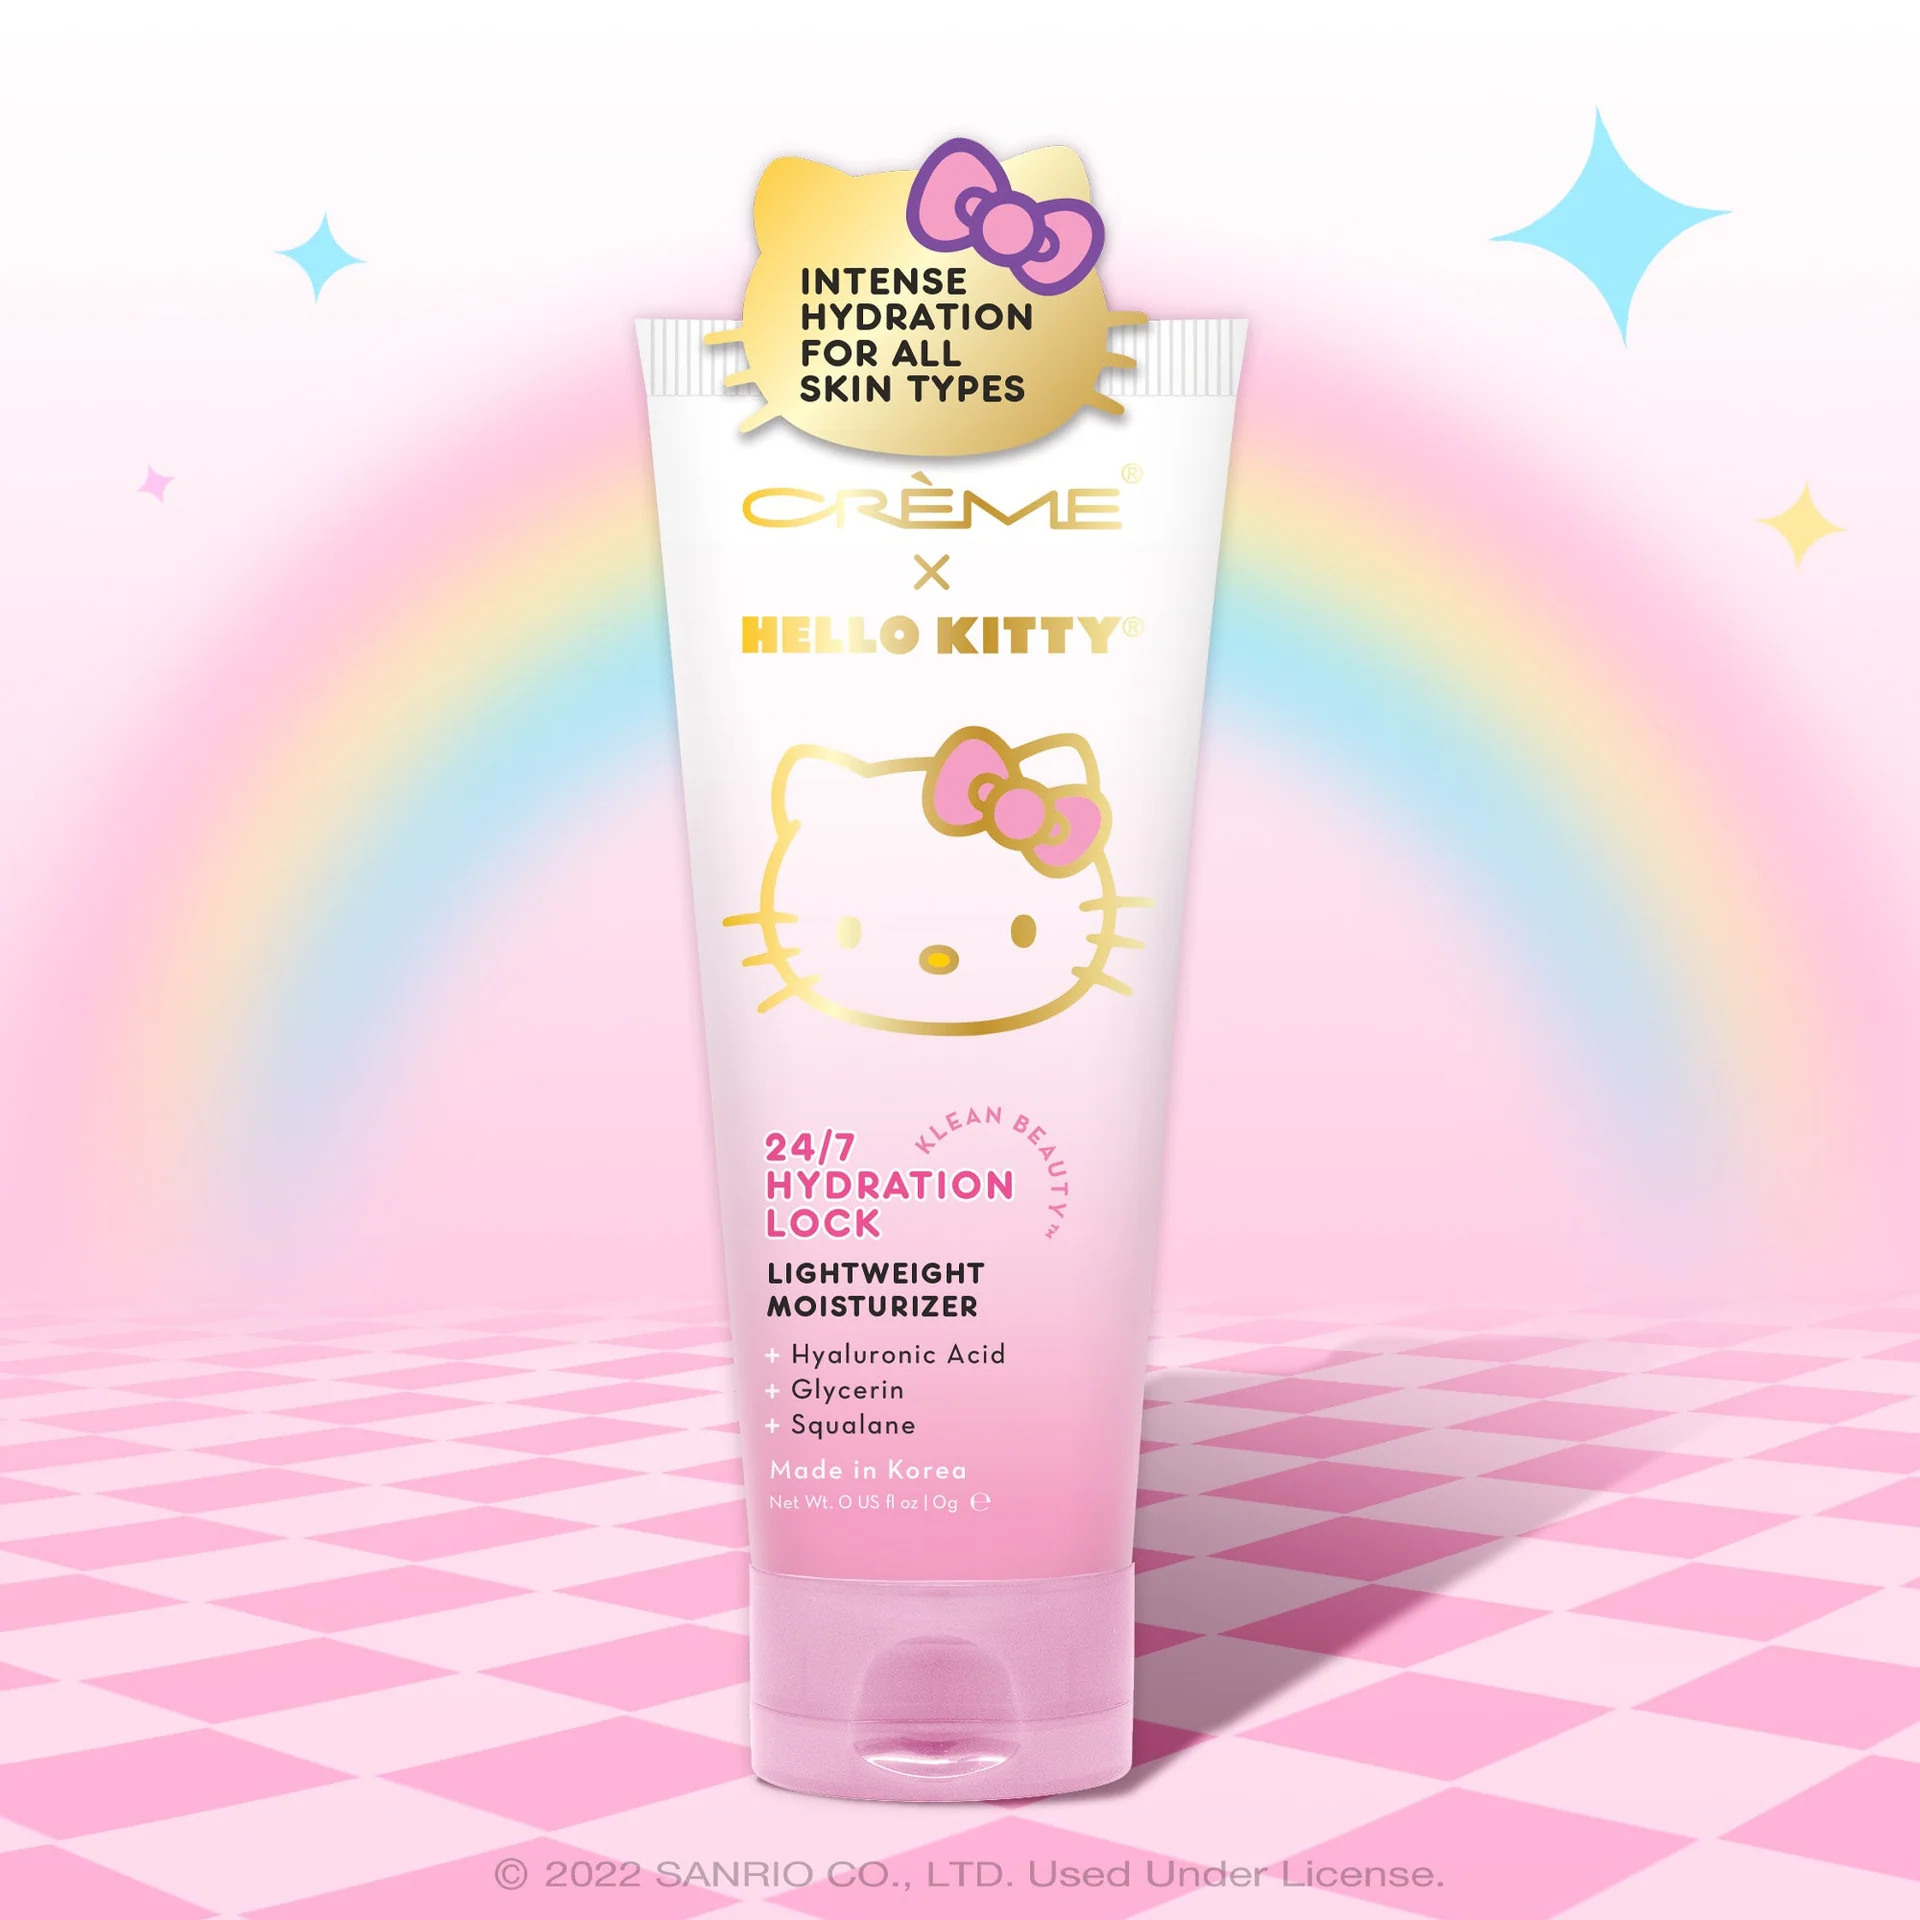 INTENSE
HYDRATION
FOR ALL
SKIN TYPES
CRÈME®
X
HELLO KITTY®
KLEAN BEAUTY™
24/7
HYDRATION
LOCK
LIGHTWEIGHT
MOISTURIZER
+ Hyaluronic Acid
+ Glycerin
+ Squalane
Made in Korea
Net Wt. 0 US fl oz | 0g ℮
© 2022 SANRIO CO., LTD. Used Under License.